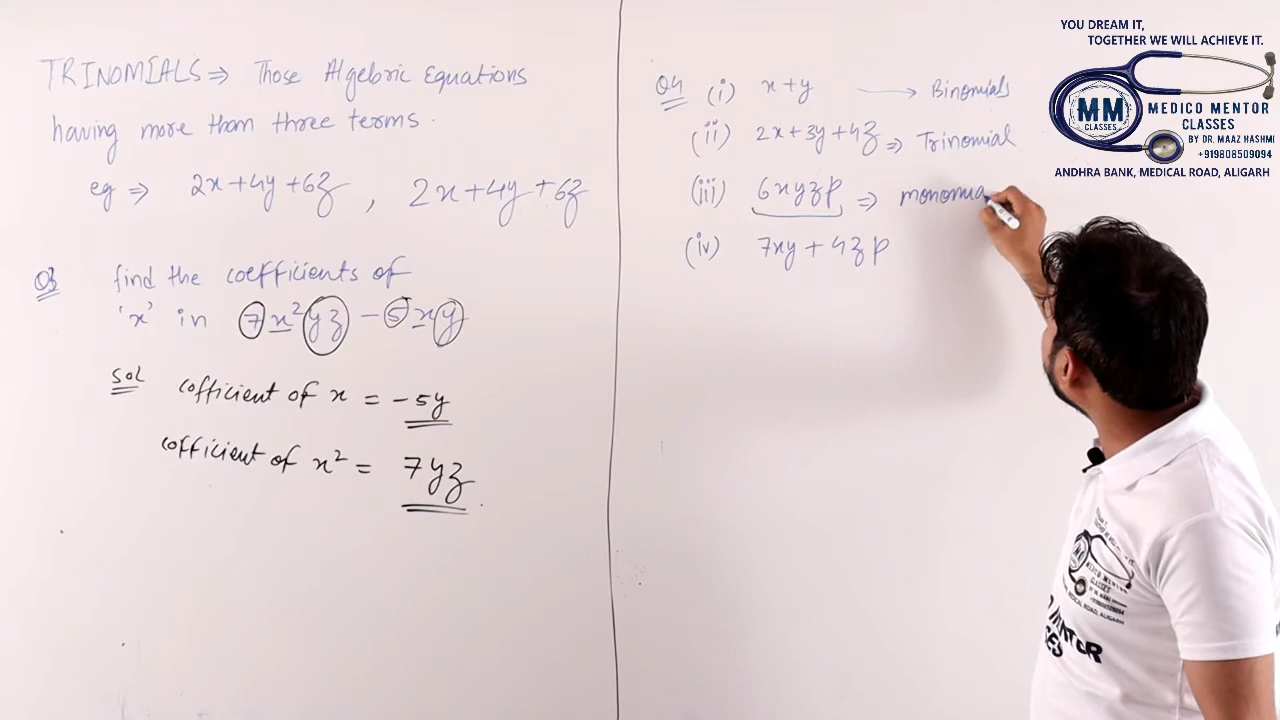 TRINOMIALS ⇒ Those Algebric Equations
having more than three terms.
eg ⇒ 2x+4y+6z , 2x+4y+6z
Q3 find the coefficients of
'x' in 7x²yz - 5xy
Sol cofficient of x = -5y
cofficient of x² = 7yz.
Q4 (i) x+y → Binomials
(ii) 2x+3y+4z ⇒ Trinomial
(iii) 6xyzp ⇒ monomia
(iv) 7xy + 4zp
YOU DREAM IT,
TOGETHER WE WILL ACHIEVE IT.
MM
CLASSES
MEDICO MENTOR
CLASSES
BY DR. MAAZ HASHMI
+919808509094
ANDHRA BANK, MEDICAL ROAD, ALIGARH